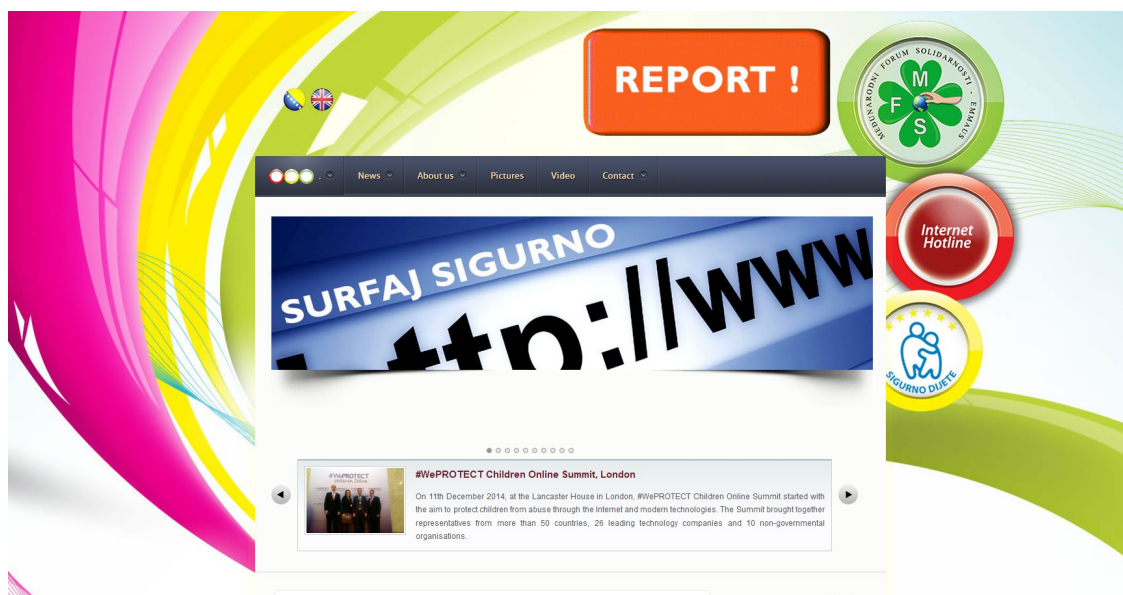 REPORT !
MEĐUNARODNI FORUM SOLIDARNOSTI - EMMAUS
M
F
S
News
About us
Pictures
Video
Contact
Internet
Hotline
SURFAJ SIGURNO
http://www
SIGURNO DIJETE
#WePROTECT
#WePROTECT Children Online Summit, London
On 11th December 2014, at the Lancaster House in London, #WePROTECT Children Online Summit started with
the aim to protect children from abuse through the Internet and modern technologies. The Summit brought together
representatives from more than 50 countries, 26 leading technology companies and 10 non-governmental
organisations.